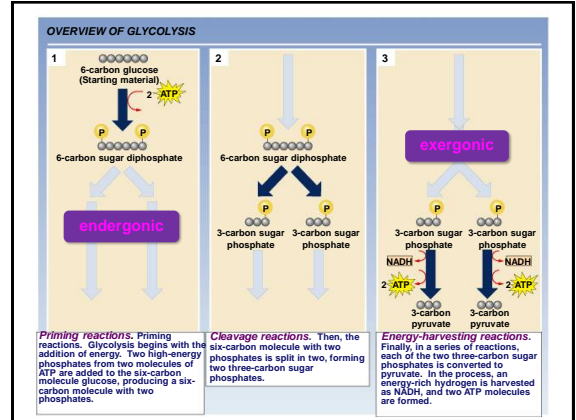 OVERVIEW OF GLYCOLYSIS
1
6-carbon glucose
(Starting material)
2 ATP
P P
6-carbon sugar diphosphate
endergonic
Priming reactions. Priming
reactions. Glycolysis begins with the
addition of energy. Two high-energy
phosphates from two molecules of
ATP are added to the six-carbon
molecule glucose, producing a six-
carbon molecule with two
phosphates.
2
P P
6-carbon sugar diphosphate
P P
3-carbon sugar
phosphate
3-carbon sugar
phosphate
Cleavage reactions. Then, the
six-carbon molecule with two
phosphates is split in two, forming
two three-carbon sugar
phosphates.
3
exergonic
P P
3-carbon sugar
phosphate
3-carbon sugar
phosphate
NADH NADH
2 ATP 2 ATP
3-carbon
pyruvate
3-carbon
pyruvate
Energy-harvesting reactions.
Finally, in a series of reactions,
each of the two three-carbon sugar
phosphates is converted to
pyruvate. In the process, an
energy-rich hydrogen is harvested
as NADH, and two ATP molecules
are formed.